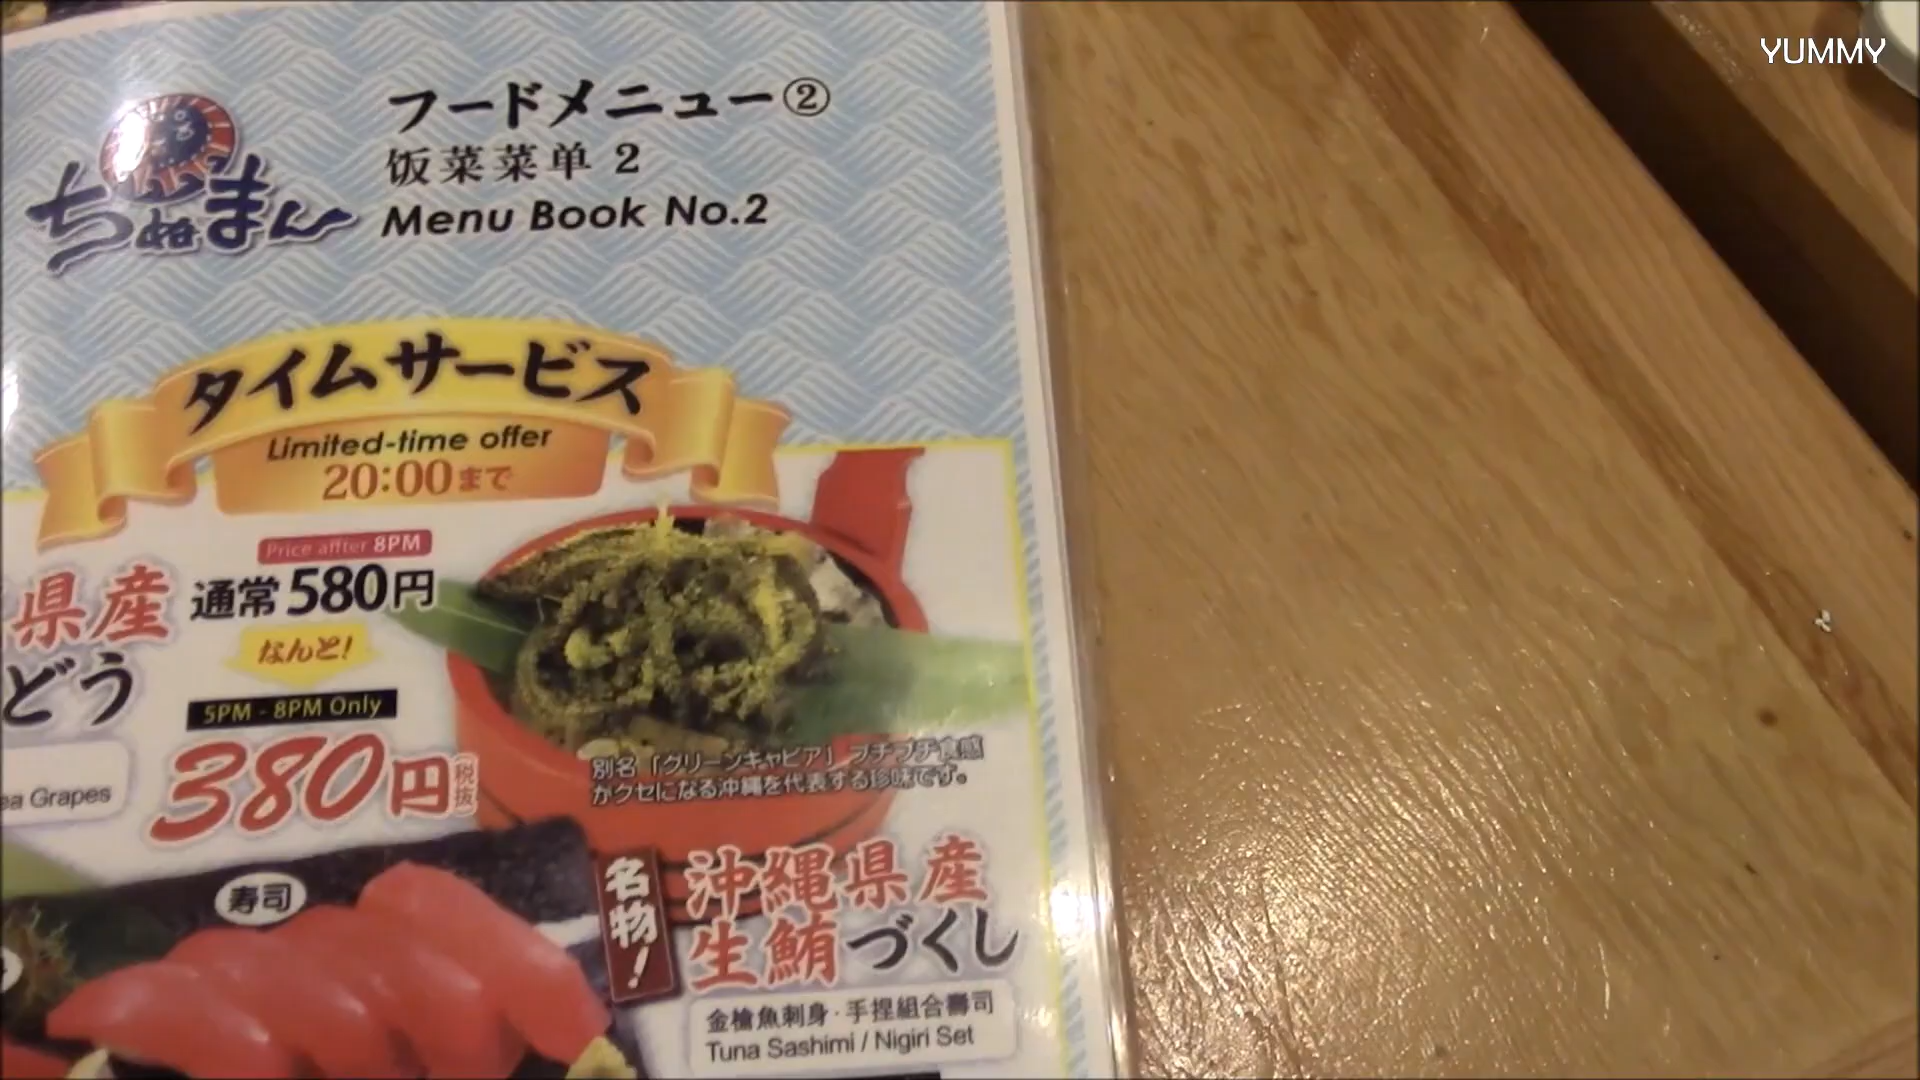 YUMMY
ちぬまん
フードメニュー②
饭菜菜单 2
Menu Book No.2
タイムサービス
Limited-time offer
20:00まで
Price affter 8PM
通常580円
県産
なんと!
どう
5PM - 8PM Only
380円税抜
ea Grapes
別名「グリーンキャビア」プチプチ食感
がクセになる沖縄を代表する珍味です。
寿司
名物!
沖縄県産
生鮪づくし
金槍魚刺身·手捏組合壽司
Tuna Sashimi / Nigiri Set